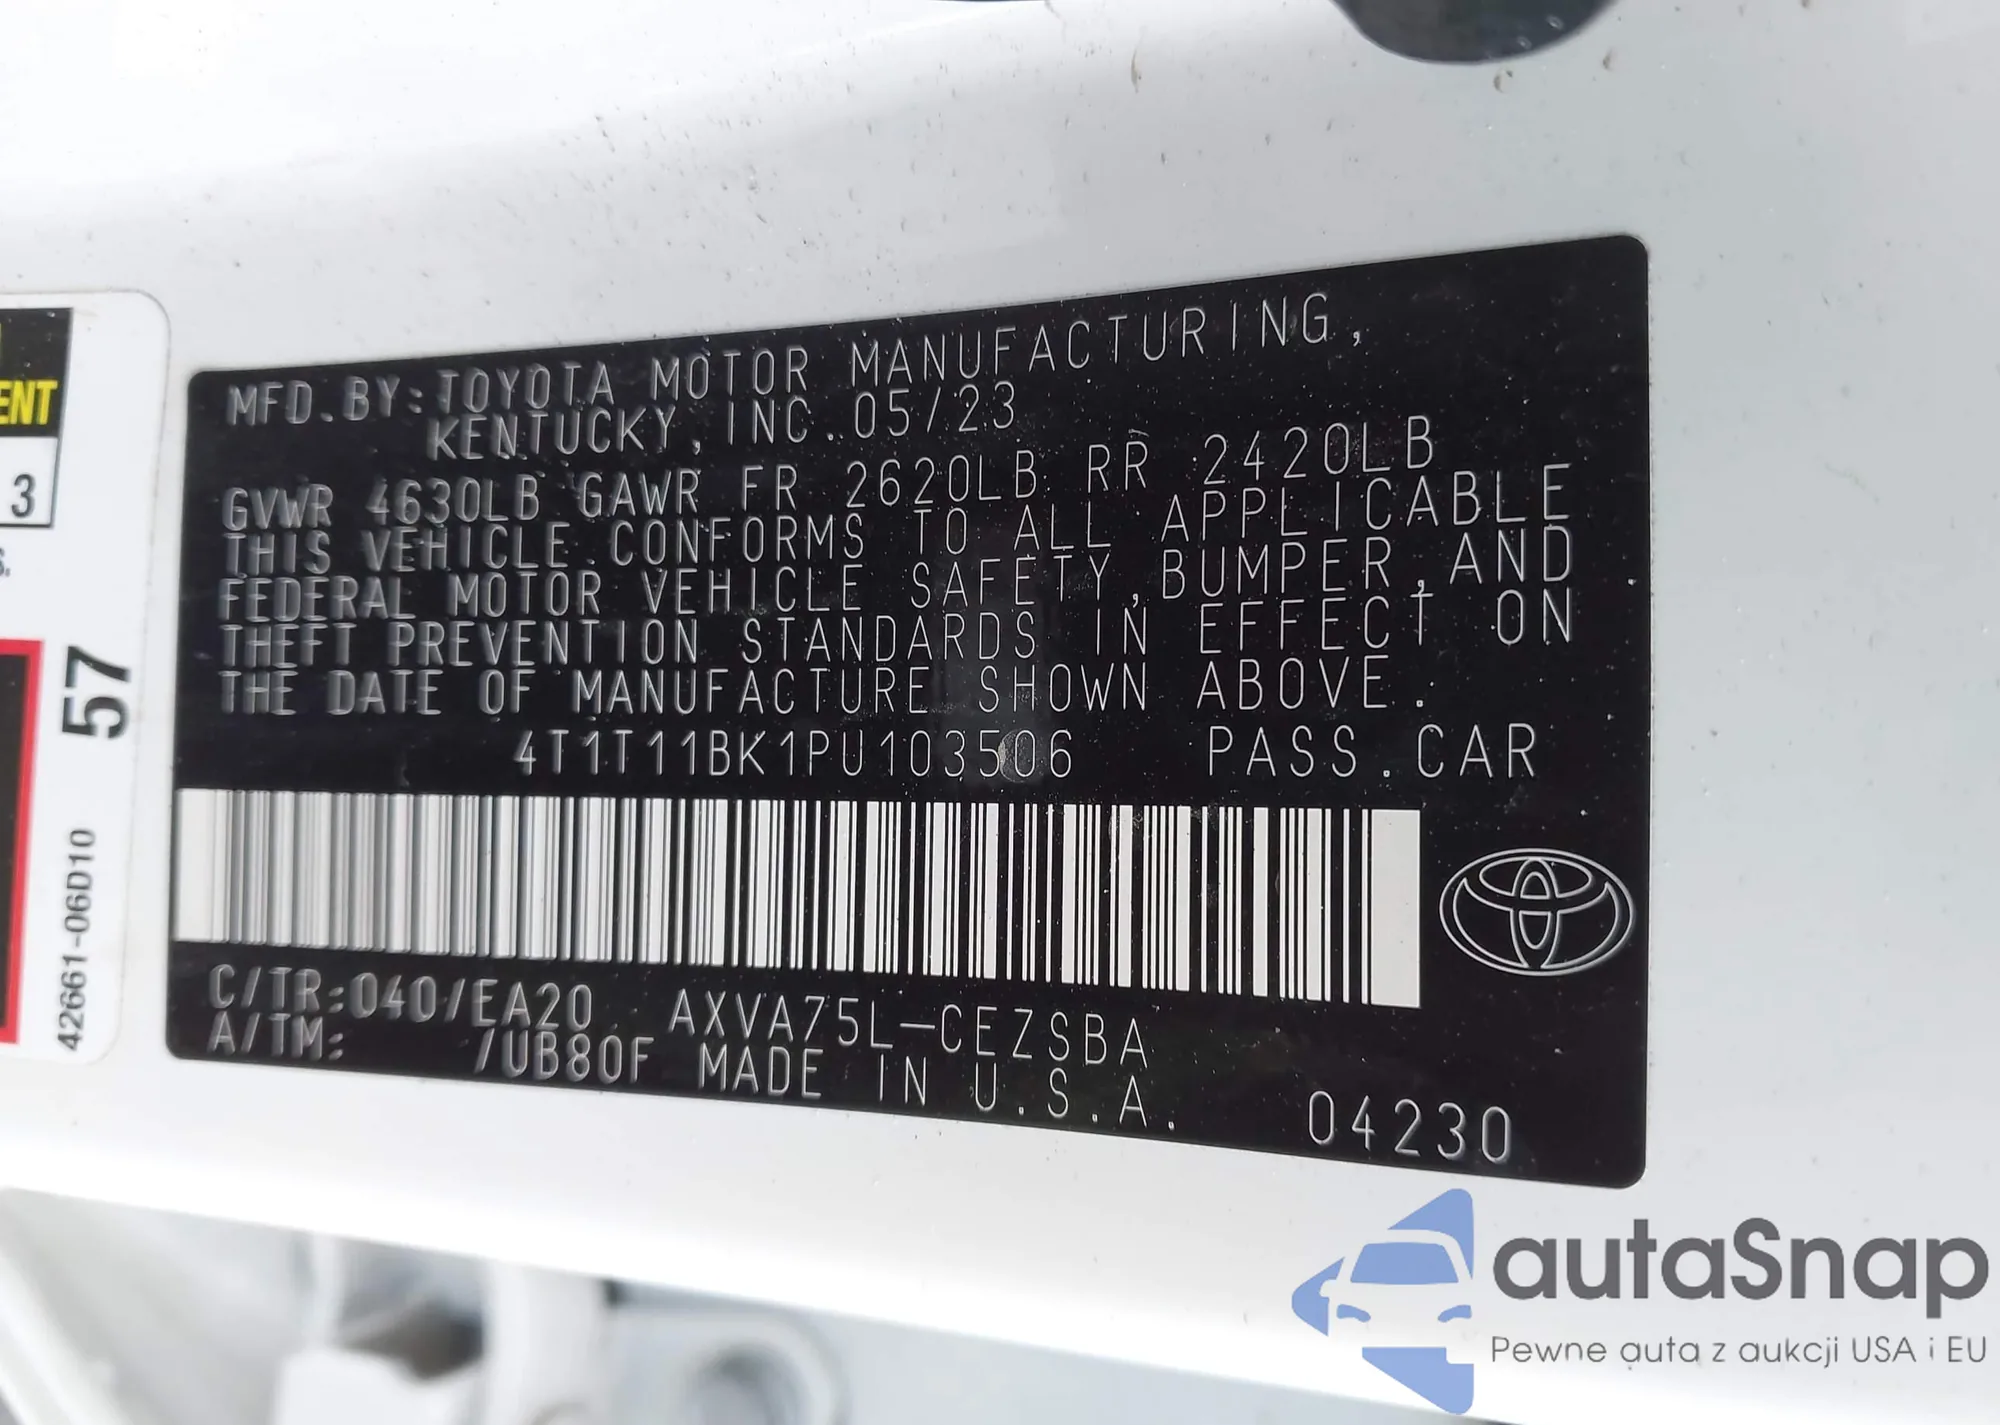 ENT
3
S.
57
42661-06D10
MFD.BY:TOYOTA MOTOR MANUFACTURING,
KENTUCKY, INC. 05/23
GVWR 4630LB GAWR FR 2620LB RR 2420LB
THIS VEHICLE CONFORMS TO ALL APPLICABLE
FEDERAL MOTOR VEHICLE SAFETY, BUMPER, AND
THEFT PREVENTION STANDARDS IN EFFECT ON
THE DATE OF MANUFACTURE SHOWN ABOVE.
4T1T11BK1PU103506 PASS.CAR
C/TR:040/EA20 AXVA75L-CEZSBA
A/TM: /UB80F MADE IN U.S.A.
04230
autaSnap
Pewne auta z aukcji USA i EU